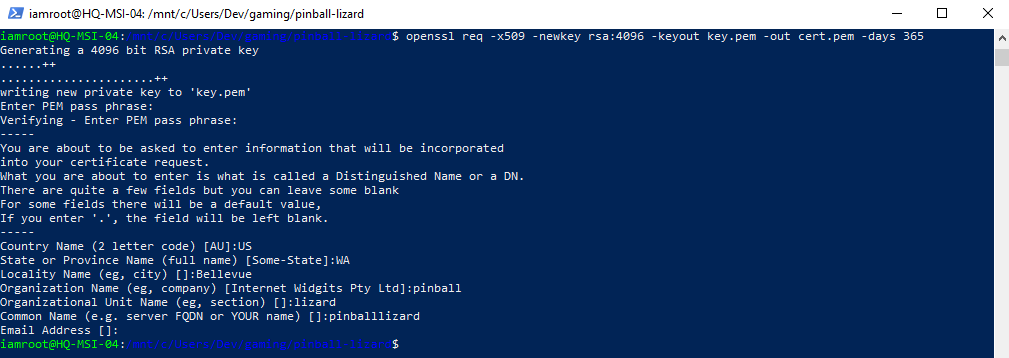 iamroot@HQ-MSI-04: /mnt/c/Users/Dev/gaming/pinball-lizard
iamroot@HQ-MSI-04:/mnt/c/Users/Dev/gaming/pinball-lizard$ openssl req -x509 -newkey rsa:4096 -keyout key.pem -out cert.pem -days 365
Generating a 4096 bit RSA private key
......++
......................++
writing new private key to 'key.pem'
Enter PEM pass phrase:
Verifying - Enter PEM pass phrase:
-----
You are about to be asked to enter information that will be incorporated
into your certificate request.
What you are about to enter is what is called a Distinguished Name or a DN.
There are quite a few fields but you can leave some blank
For some fields there will be a default value,
If you enter '.', the field will be left blank.
-----
Country Name (2 letter code) [AU]:US
State or Province Name (full name) [Some-State]:WA
Locality Name (eg, city) []:Bellevue
Organization Name (eg, company) [Internet Widgits Pty Ltd]:pinball
Organizational Unit Name (eg, section) []:lizard
Common Name (e.g. server FQDN or YOUR name) []:pinballlizard
Email Address []:
iamroot@HQ-MSI-04:/mnt/c/Users/Dev/gaming/pinball-lizard$